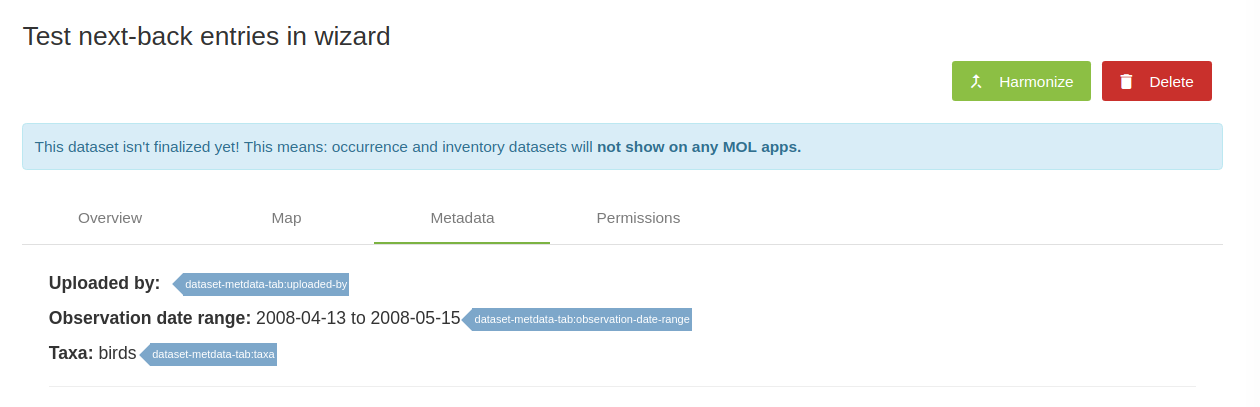 Test next-back entries in wizard
Harmonize
Delete
This dataset isn't finalized yet! This means: occurrence and inventory datasets will not show on any MOL apps.
Overview Map Metadata Permissions
Uploaded by: dataset-metdata-tab:uploaded-by
Observation date range: 2008-04-13 to 2008-05-15 dataset-metdata-tab:observation-date-range
Taxa: birds dataset-metdata-tab:taxa